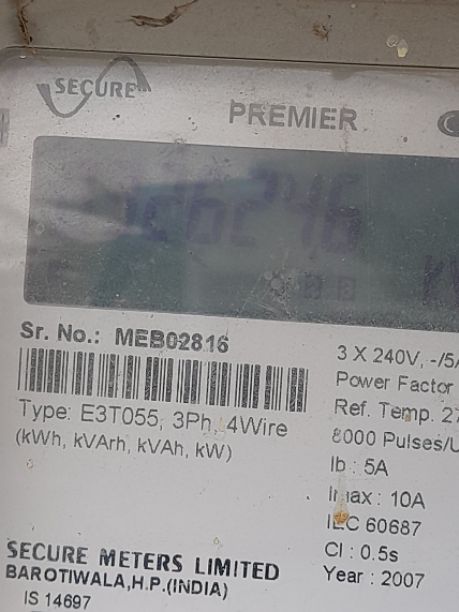 SECURE
PREMIER
Sr. No.: MEB02816
3 X 240V, -/5A
Type: E3T055, 3Ph, 4Wire
(kWh, kVArh, kVAh, kW)
Power Factor
Ref. Temp. 27
8000 Pulses/U
Ib : 5A
Imax : 10A
IEC 60687
Cl : 0.5s
Year : 2007
SECURE METERS LIMITED
BAROTIWALA,H.P.(INDIA)
IS 14697